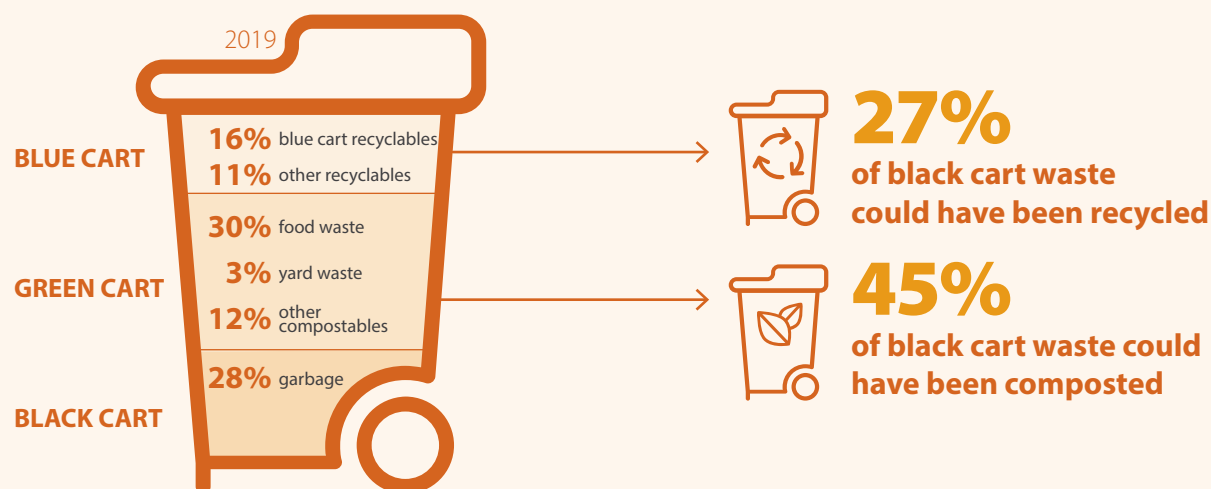 2019
BLUE CART
16% blue cart recyclables
11% other recyclables
27%
of black cart waste
could have been recycled
GREEN CART
30% food waste
3% yard waste
12% other
compostables
45%
of black cart waste could
have been composted
BLACK CART
28% garbage